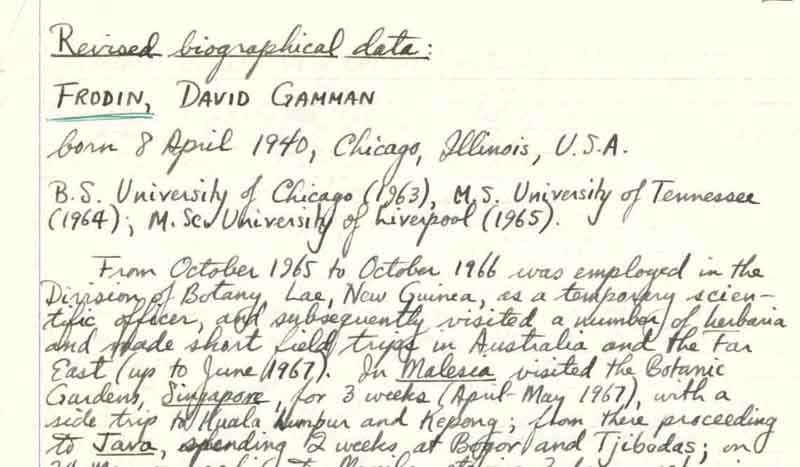 Revised biographical data:
FRODIN, DAVID GAMMAN
born 8 April 1940, Chicago, Illinois, U.S.A.
B.S. University of Chicago (1963), M.S. University of Tennessee
(1964); M.Sc. University of Liverpool (1965).
From October 1965 to October 1966 was employed in the
Division of Botany, Lae, New Guinea, as a temporary scien-
tific officer, and subsequently visited a number of herbaria
and made short field trips in Australia and the Far
East (up to June 1967). In Malesea visited the Botanic
Gardens, Singapore, for 3 weeks (April-May 1967), with a
side trip to Kuala Lumpur and Kepong; from there proceeding
to Java, spending 2 weeks at Bogor and Tjibodas; on